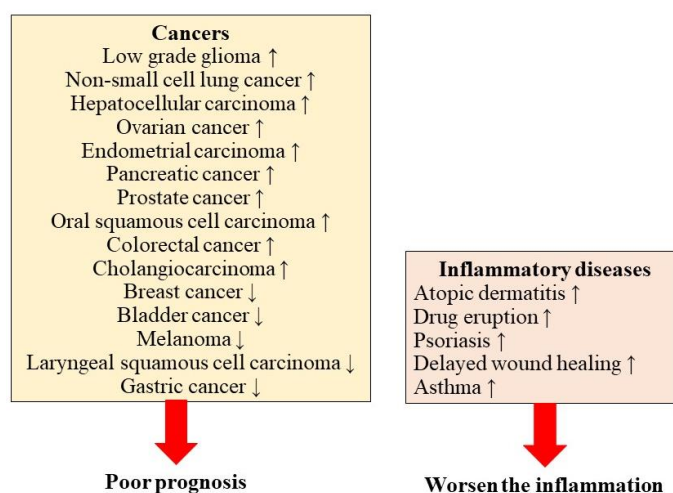 Cancers
Low grade glioma ↑
Non-small cell lung cancer ↑
Hepatocellular carcinoma ↑
Ovarian cancer ↑
Endometrial carcinoma ↑
Pancreatic cancer ↑
Prostate cancer ↑
Oral squamous cell carcinoma ↑
Colorectal cancer ↑
Cholangiocarcinoma ↑
Breast cancer ↓
Bladder cancer ↓
Melanoma ↓
Laryngeal squamous cell carcinoma ↓
Gastric cancer ↓
Poor prognosis
Inflammatory diseases
Atopic dermatitis ↑
Drug eruption ↑
Psoriasis ↑
Delayed wound healing ↑
Asthma ↑
Worsen the inflammation